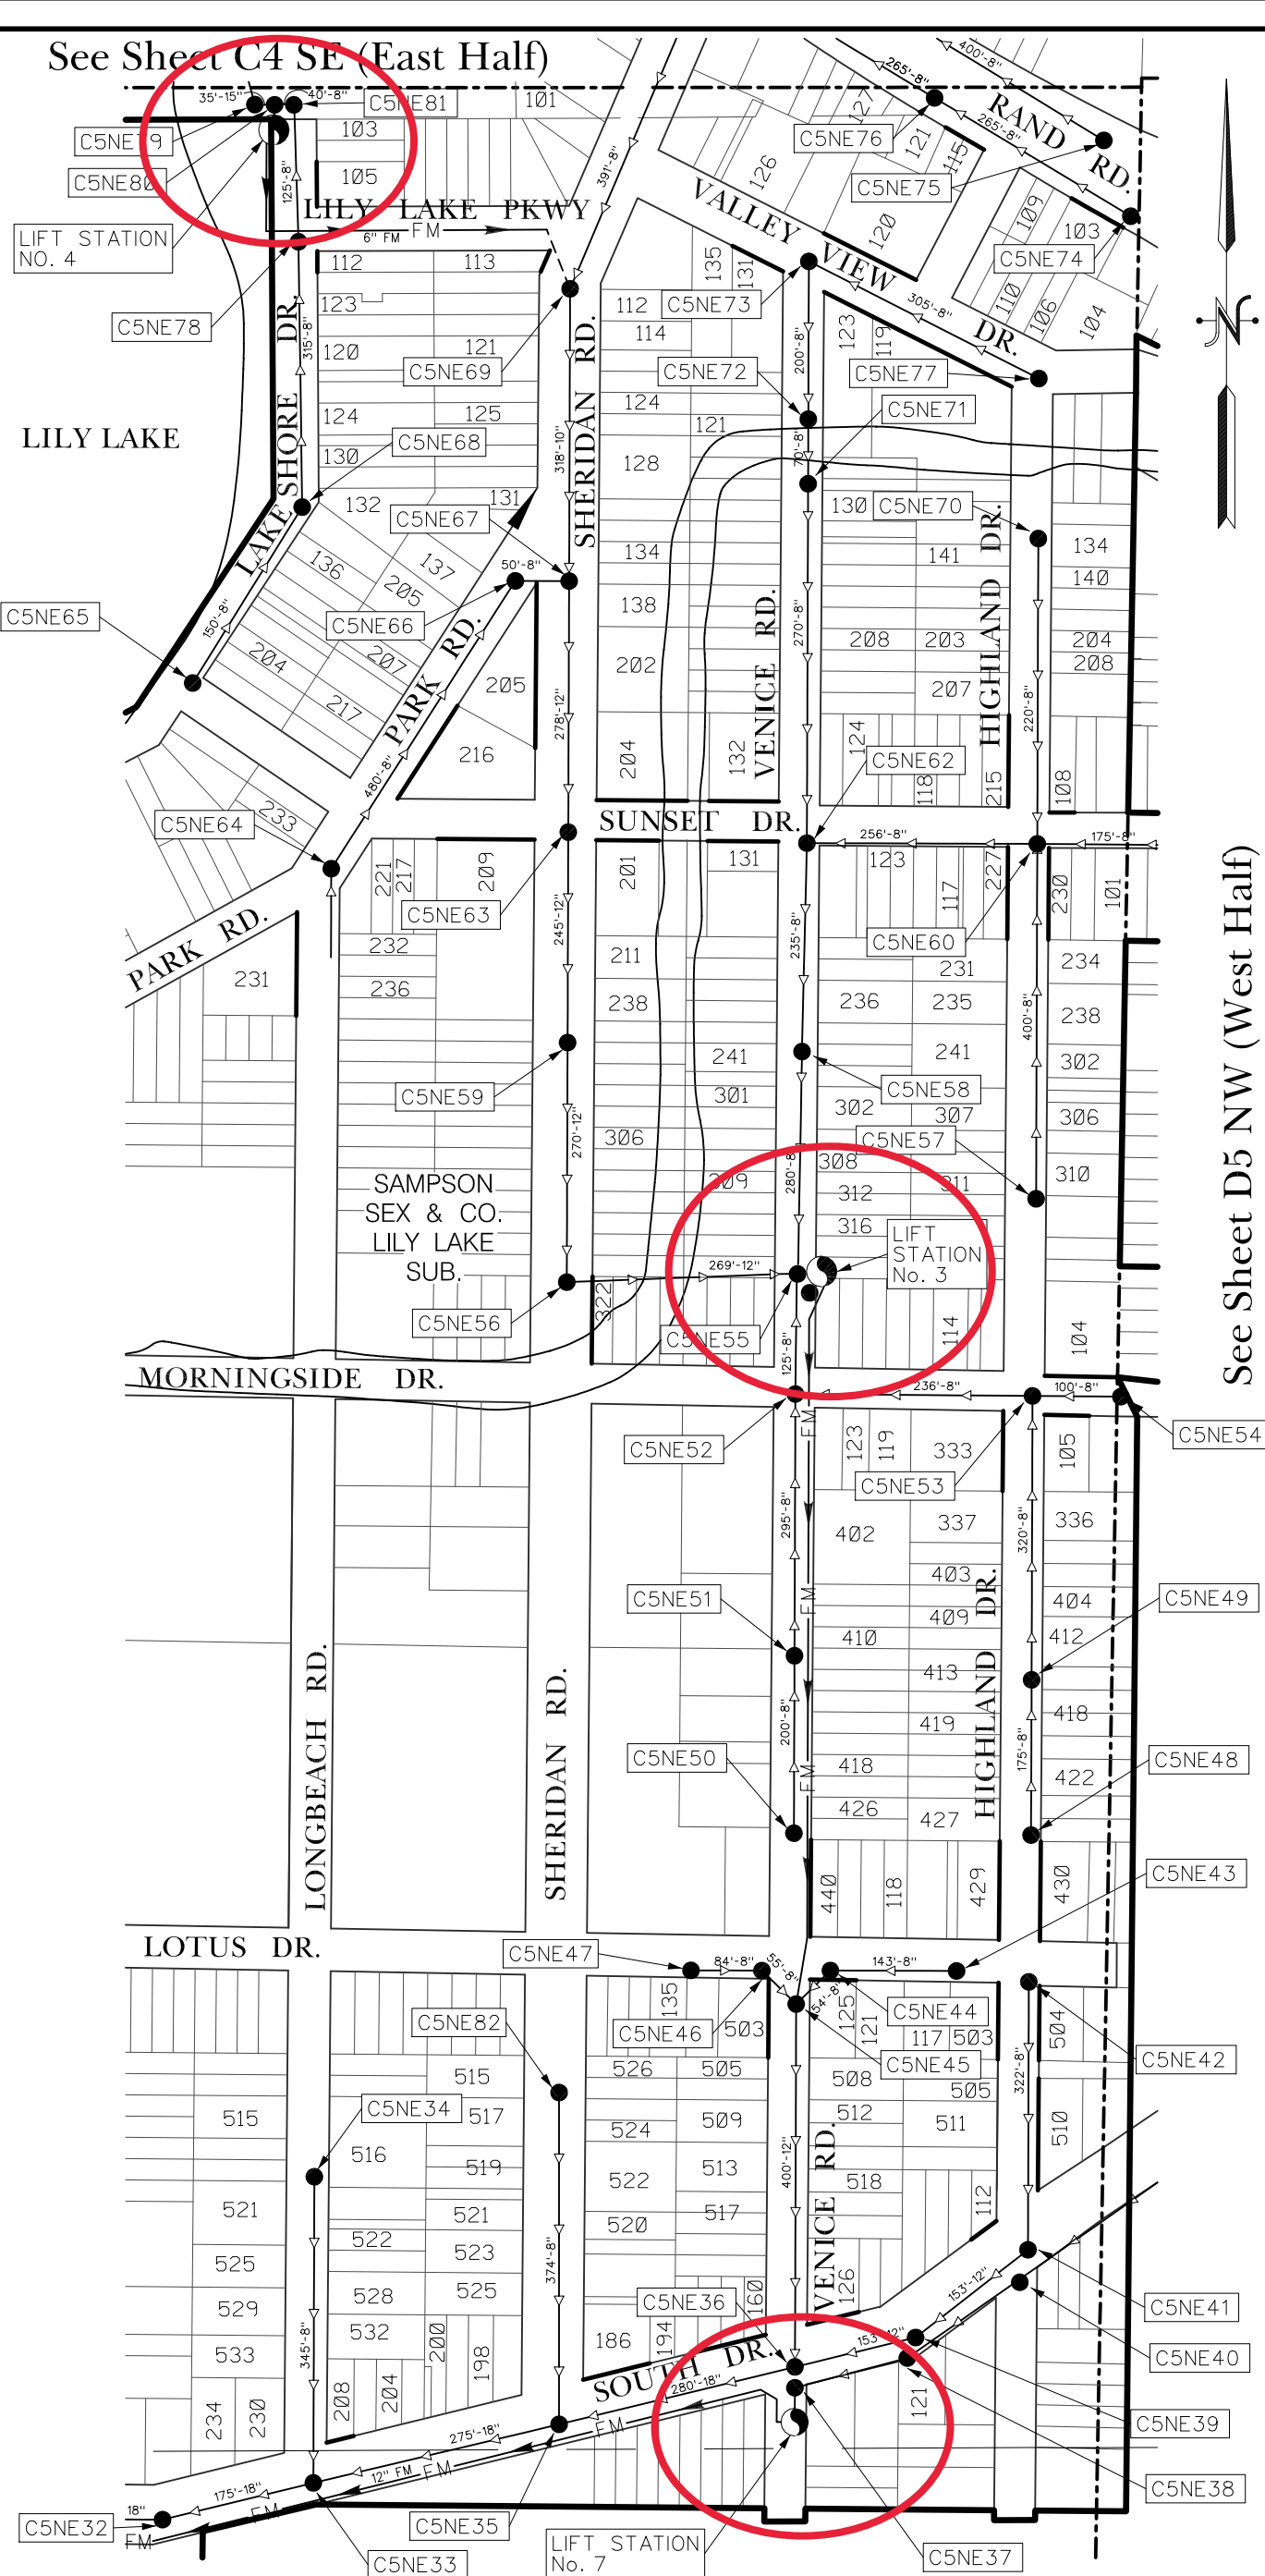 See Sheet C4 SE (East Half)
35'-15"
40'-8"
C5NE81
101
400'-8"
265'-8"
RAND RD.
265'-8"
C5NE79
C5NE80
103
105
125'-8"
391'-8"
127
C5NE76
121
115
C5NE75
126
120
LILY LAKE PKWY
FM
6" FM
LIFT STATION
NO. 4
VALLEY VIEW DR.
109
103
C5NE74
110
106
104
112
113
135
131
C5NE73
305'-8"
C5NE78
123
112
114
123
119
315'-8"
120
121
C5NE69
200'-8"
C5NE72
C5NE77
C5NE71
LILY LAKE
LAKE SHORE DR.
124
125
C5NE68
130
318'-10"
SHERIDAN RD.
124
121
128
70'-8"
132
131
C5NE67
130
C5NE70
136
137
205
50'-8"
134
141
134
140
C5NE65
150'-8"
C5NE66
138
VENICE RD.
270'-8"
208
203
HIGHLAND DR.
204
208
204
207
217
PARK RD.
205
202
207
278'-12"
220'-8"
216
204
132
124
C5NE62
118
215
108
480'-8"
233
C5NE64
SUNSET DR.
256'-8"
175'-8"
221
217
209
C5NE63
201
131
123
117
227
230
101
PARK RD.
245'-12"
235'-8"
C5NE60
232
211
231
234
231
236
238
236
235
238
400'-8"
See Sheet D5 NW (West Half)
241
241
302
C5NE59
301
C5NE58
302
307
306
270'-12"
306
C5NE57
280'-8"
308
310
SAMPSON
SEX & CO.
LILY LAKE
SUB.
309
312
311
316
LIFT
STATION
No. 3
269'-12"
322
C5NE56
C5NE55
114
104
125'-8"
MORNINGSIDE DR.
236'-8"
100'-8"
FM
C5NE54
C5NE52
123
119
333
105
C5NE53
295'-8"
402
337
320'-8"
336
403
C5NE51
FM
404
C5NE49
409
410
HIGHLAND DR.
412
413
200'-8"
419
418
C5NE50
FM
418
175'-8"
422
C5NE48
426
427
LONGBEACH RD.
SHERIDAN RD.
440
118
429
430
C5NE43
LOTUS DR.
C5NE47
84'-8"
55'-8"
143'-8"
54'-8"
C5NE82
135
C5NE46
503
125
121
C5NE44
117
503
504
C5NE45
C5NE42
515
526
505
508
505
322'-8"
515
C5NE34
517
524
509
512
511
510
516
519
522
513
400'-12"
518
112
521
521
520
517
VENICE RD.
522
523
525
528
525
374'-8"
C5NE36
160
126
153'-12"
C5NE41
529
532
186
194
153'-12"
533
200
198
SOUTH DR.
C5NE40
345'-8"
208
204
280'-18"
121
C5NE39
234
230
275'-18"
FM
12" FM
FM
C5NE38
175'-18"
18"
FM
C5NE32
FM
C5NE35
LIFT STATION
No. 7
C5NE37
C5NE33